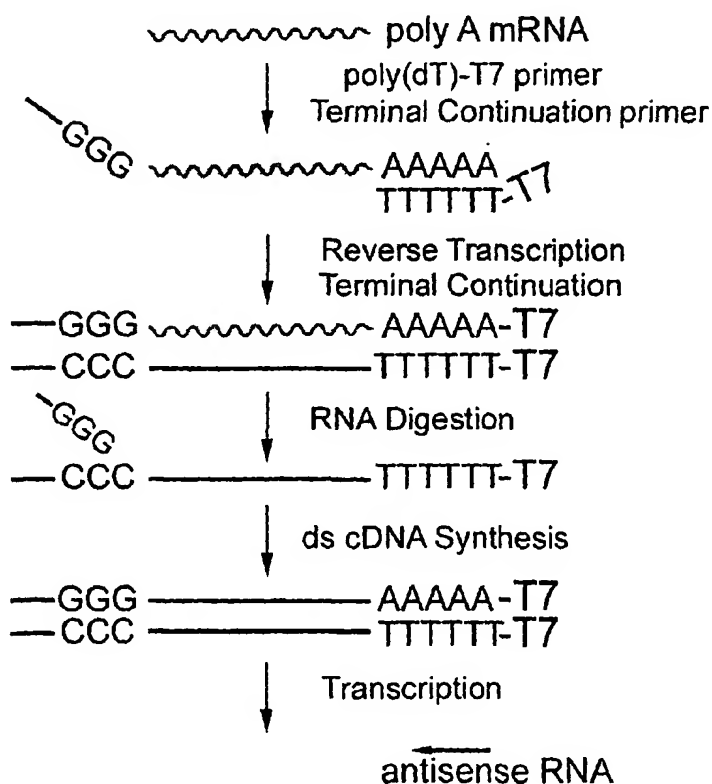 poly A mRNA
poly(dT)-T7 primer
Terminal Continuation primer
GGG AAAAA
TTTTTT-T7
Reverse Transcription
Terminal Continuation
GGG AAAAA-T7
CCC TTTTTT-T7
GGG RNA Digestion
CCC TTTTTT-T7
ds cDNA Synthesis
GGG AAAAA-T7
CCC TTTTTT-T7
Transcription
antisense RNA